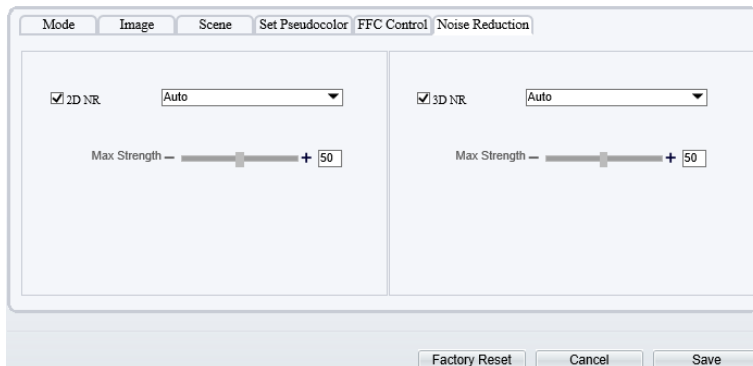 Mode Image Scene Set Pseudocolor FFC Control Noise Reduction
2D NR Auto
Max Strength − + 50
3D NR Auto
Max Strength − + 50
Factory Reset Cancel Save